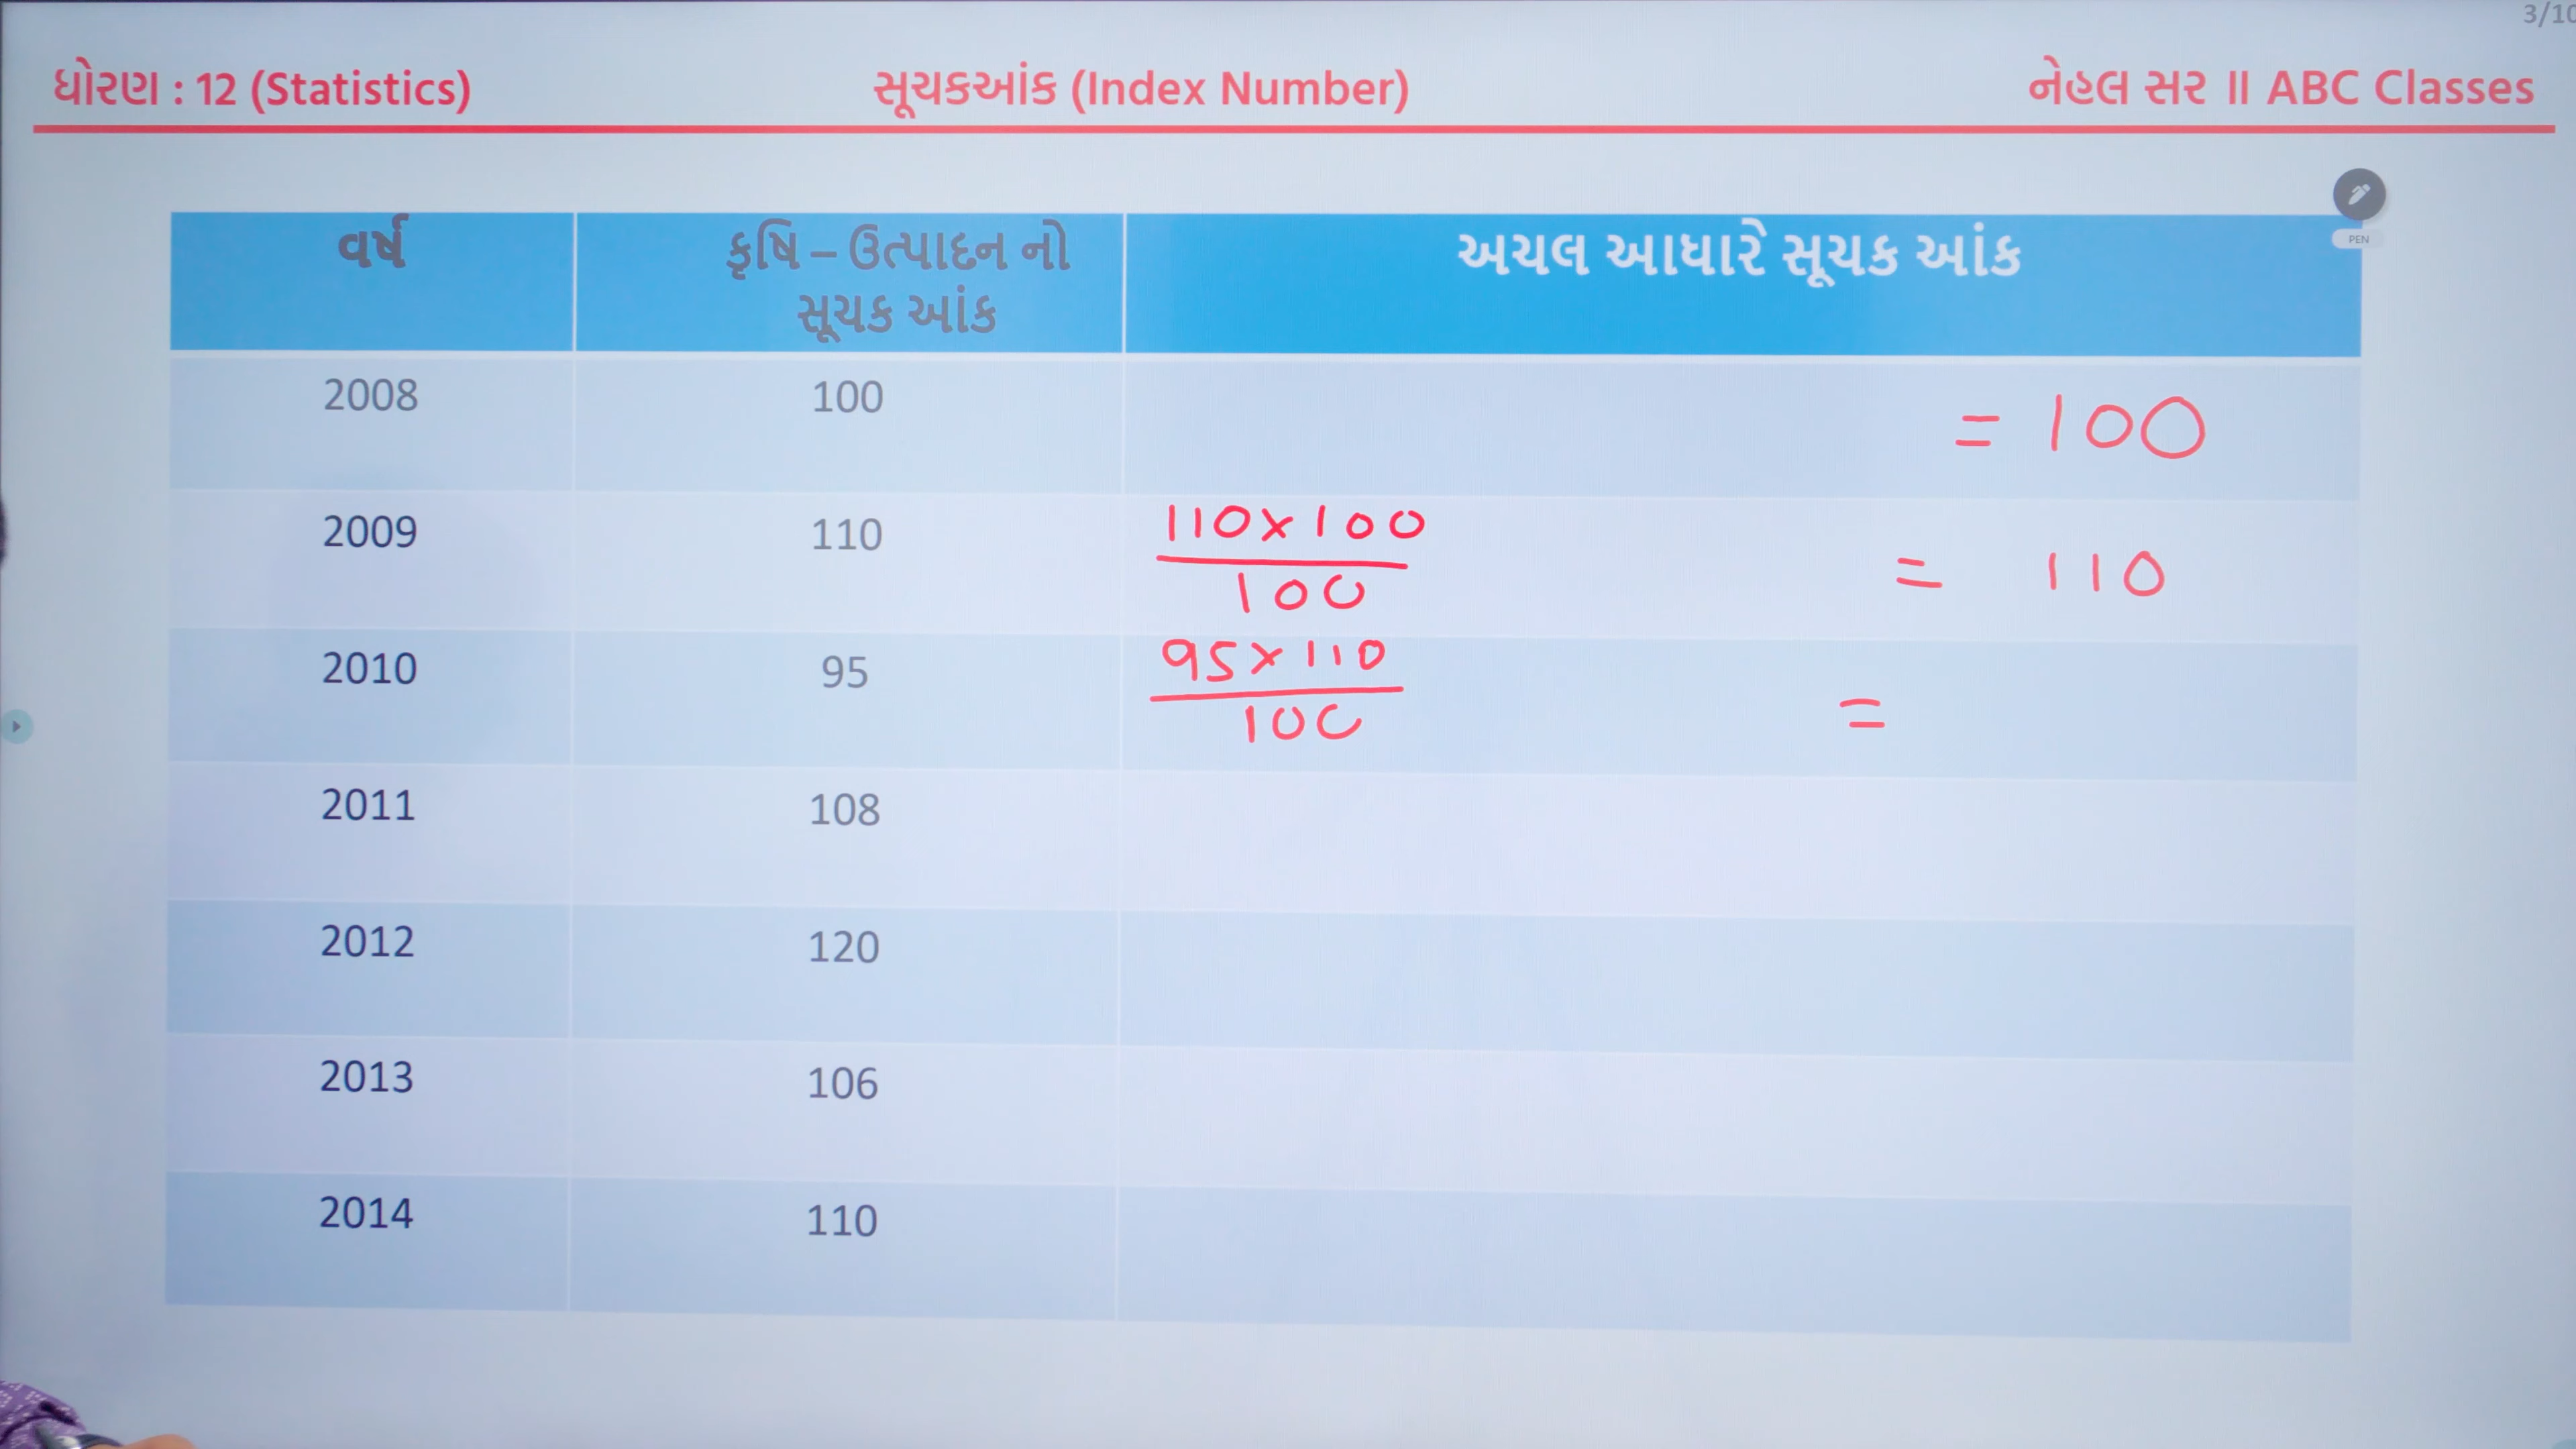 3/10
ધોરણ : 12 (Statistics) સૂચકઆંક (Index Number) નેહલ સર ॥ ABC Classes
PEN
વર્ષ કૃષિ – ઉત્પાદન નો સૂચક આંક અચલ આધારે સૂચક આંક
2008 100 = 100
2009 110 110 x 100 / 100 = 110
2010 95 95 x 110 / 100 =
2011 108
2012 120
2013 106
2014 110